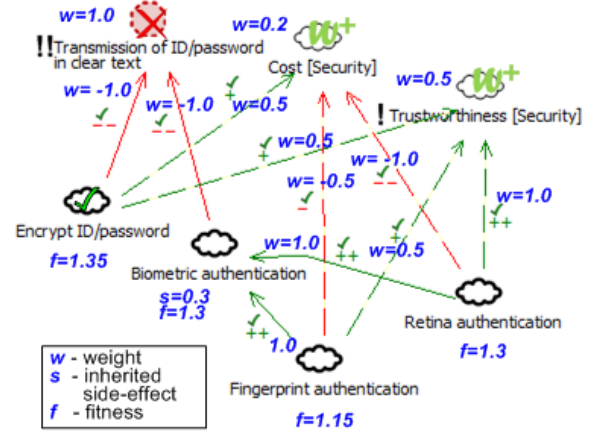 w=1.0
w=0.2
w+
!!Transmission of ID/password
in clear text
Cost [Security]
w=0.5
w+
! Trustworthiness [Security]
w= -1.0
w= -1.0
w=0.5
+
-- 
--
w=0.5
+
w= -1.0
--
w= -0.5
-
w=1.0
Encrypt ID/password
f=1.35
+
w=1.0
++
w=0.5
Biometric authentication
s=0.3
f=1.3
Retina authentication
f=1.3
++
++
1.0
Fingerprint authentication
f=1.15
w - weight
s - inherited
side-effect
f - fitness